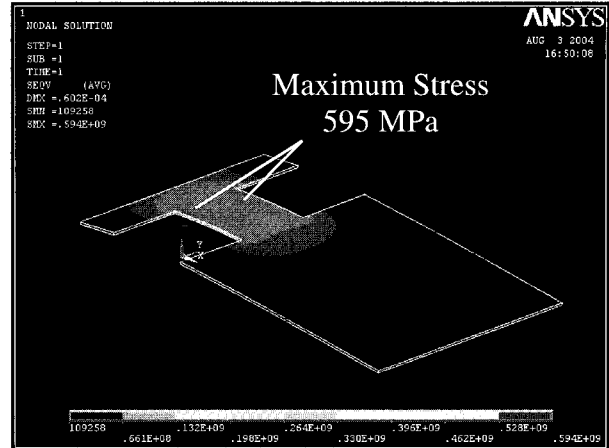 1
NODAL SOLUTION
STEP=1
SUB =1
TIME=1
SEQV (AVG)
DMX =.602E-04
SMN =109258
SMX =.594E+09
ANSYS
AUG 3 2004
16:50:08
Maximum Stress
595 MPa
Y
X
109258 .132E+09 .264E+09 .396E+09 .528E+09
.661E+08 .198E+09 .330E+09 .462E+09 .594E+09